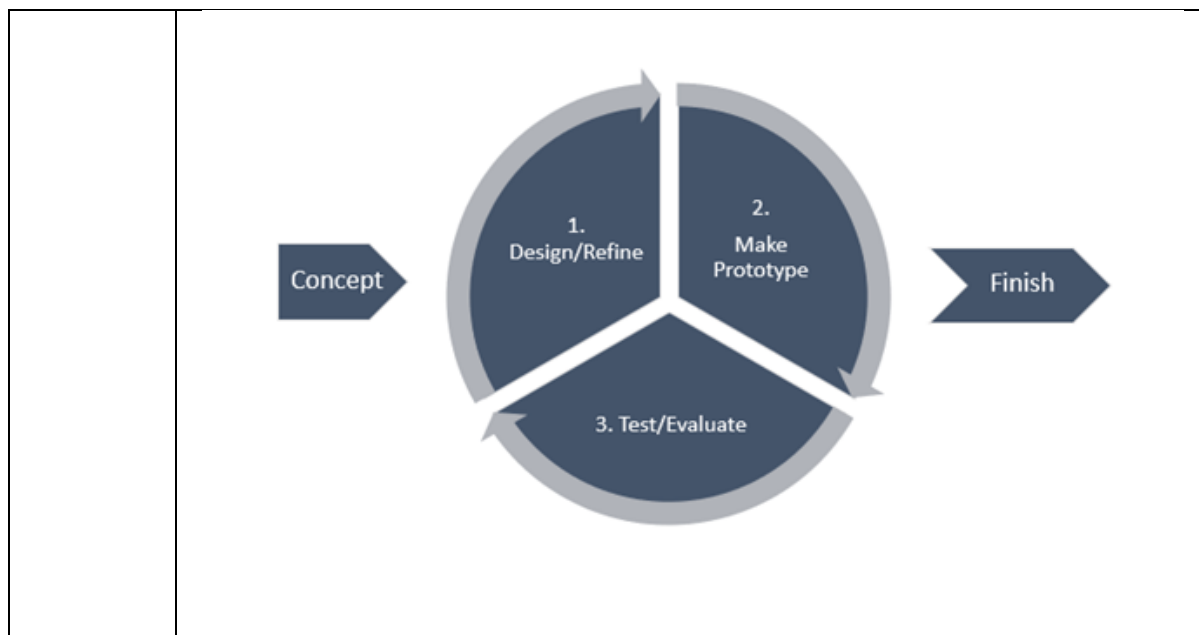 Concept
1.
Design/Refine
2.
Make
Prototype
3. Test/Evaluate
Finish